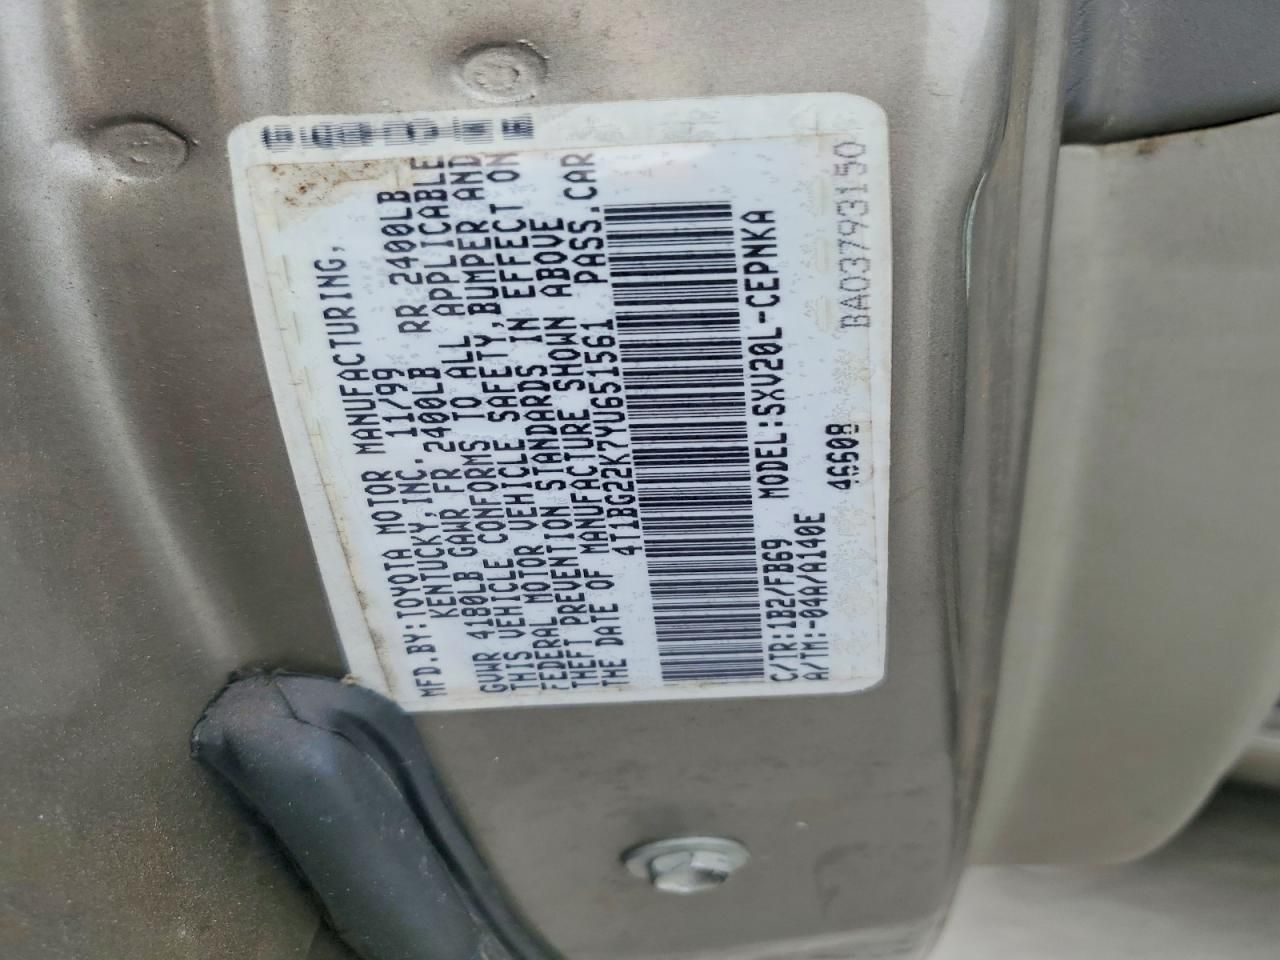 MFD.BY:TOYOTA MOTOR MANUFACTURING,
KENTUCKY,INC. 11/99
GVWR 4180LB GAWR FR 2400LB RR 2400LB
THIS VEHICLE CONFORMS TO ALL APPLICABLE
FEDERAL MOTOR VEHICLE SAFETY,BUMPER AND
THEFT PREVENTION STANDARDS IN EFFECT ON
THE DATE OF MANUFACTURE SHOWN ABOVE
4T1BG22K7YU651561 PASS.CAR
C/TR:1B2/FB69 MODEL:SXV20L-CEPNKA
A/TM:-04A/A140E 46608
BA03793150